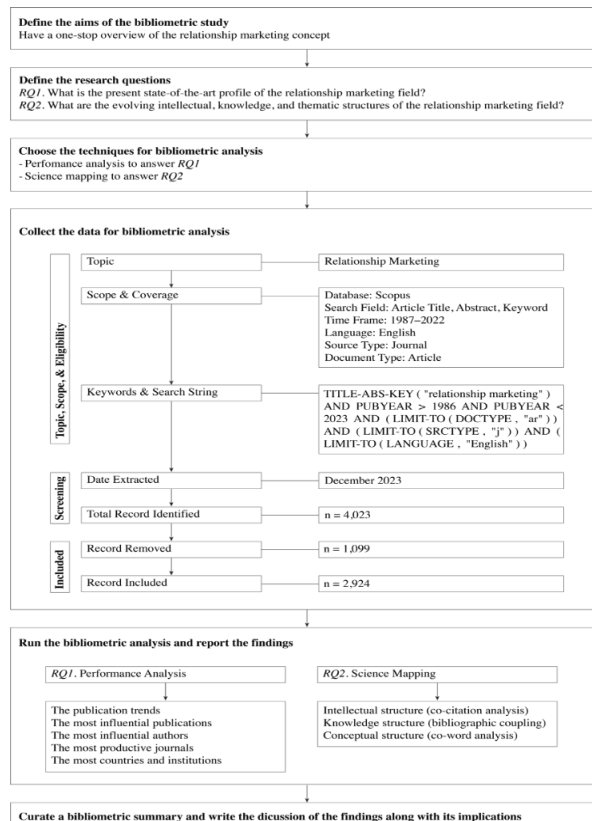 Define the aims of the bibliometric study
Have a one-stop overview of the relationship marketing concept
Define the research questions
RQ1. What is the present state-of-the-art profile of the relationship marketing field?
RQ2. What are the evolving intellectual, knowledge, and thematic structures of the relationship marketing field?
Choose the techniques for bibliometric analysis
- Perfomance analysis to answer RQ1
- Science mapping to answer RQ2
Collect the data for bibliometric analysis
Topic, Scope, & Eligibility
Topic
Relationship Marketing
Scope & Coverage
Database: Scopus
Search Field: Article Title, Abstract, Keyword
Time Frame: 1987–2022
Language: English
Source Type: Journal
Document Type: Article
Keywords & Search String
TITLE-ABS-KEY ( "relationship marketing" )
AND PUBYEAR > 1986 AND PUBYEAR <
2023 AND ( LIMIT-TO ( DOCTYPE , "ar" ) )
AND ( LIMIT-TO ( SRCTYPE , "j" ) ) AND (
LIMIT-TO ( LANGUAGE , "English" ) )
Screening
Date Extracted
December 2023
Total Record Identified
n = 4,023
Included
Record Removed
n = 1,099
Record Included
n = 2,924
Run the bibliometric analysis and report the findings
RQ1. Performance Analysis
The publication trends
The most influential publications
The most influential authors
The most productive journals
The most countries and institutions
RQ2. Science Mapping
Intellectual structure (co-citation analysis)
Knowledge structure (bibliographic coupling)
Conceptual structure (co-word analysis)
Curate a bibliometric summary and write the dicussion of the findings along with its implications